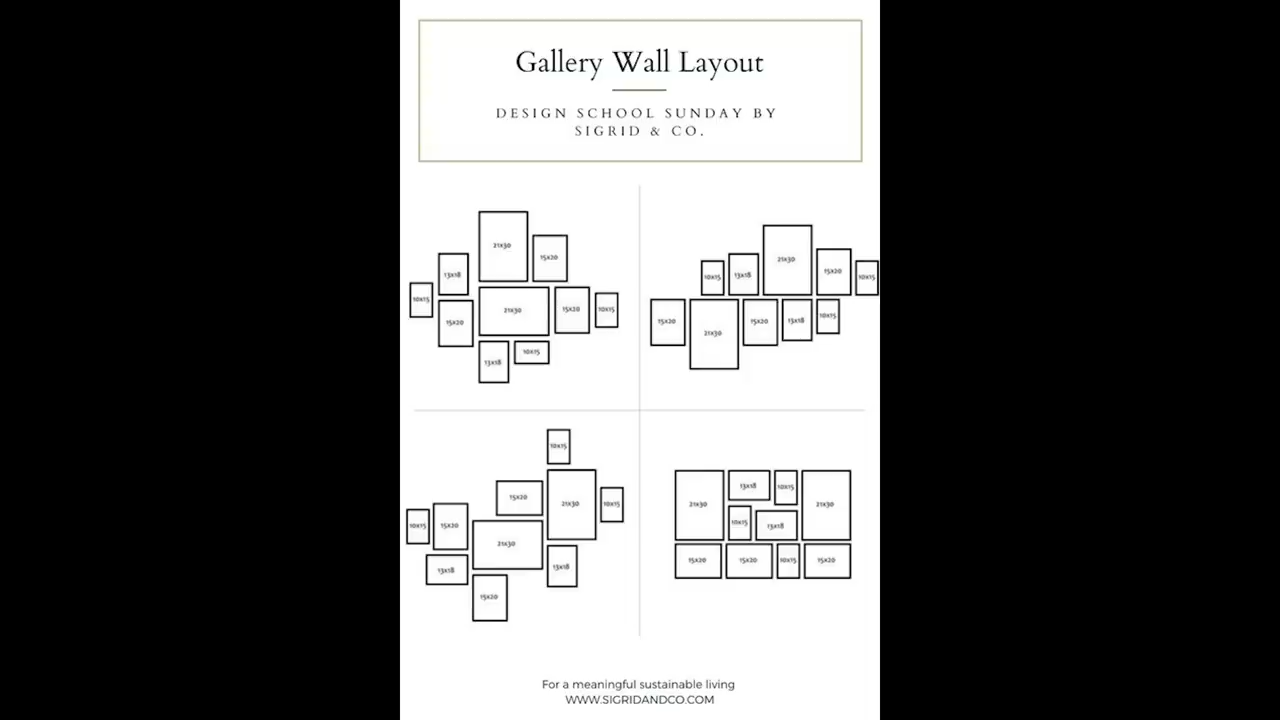 Gallery Wall Layout
DESIGN SCHOOL SUNDAY BY
SIGRID & CO.
21x30
15x20
13x18
10x15
15x20
21x30
15x20
10x15
13x18
10x15
21x30
15x20
10x15
13x18
10x15
15x20
21x30
15x20
13x18
10x15
10x15
15x20
21x30
10x15
10x15
15x20
21x30
13x18
13x18
15x20
21x30
13x18
10x15
21x30
10x15
13x18
15x20
15x20
10x15
15x20
For a meaningful sustainable living
WWW.SIGRIDANDCO.COM